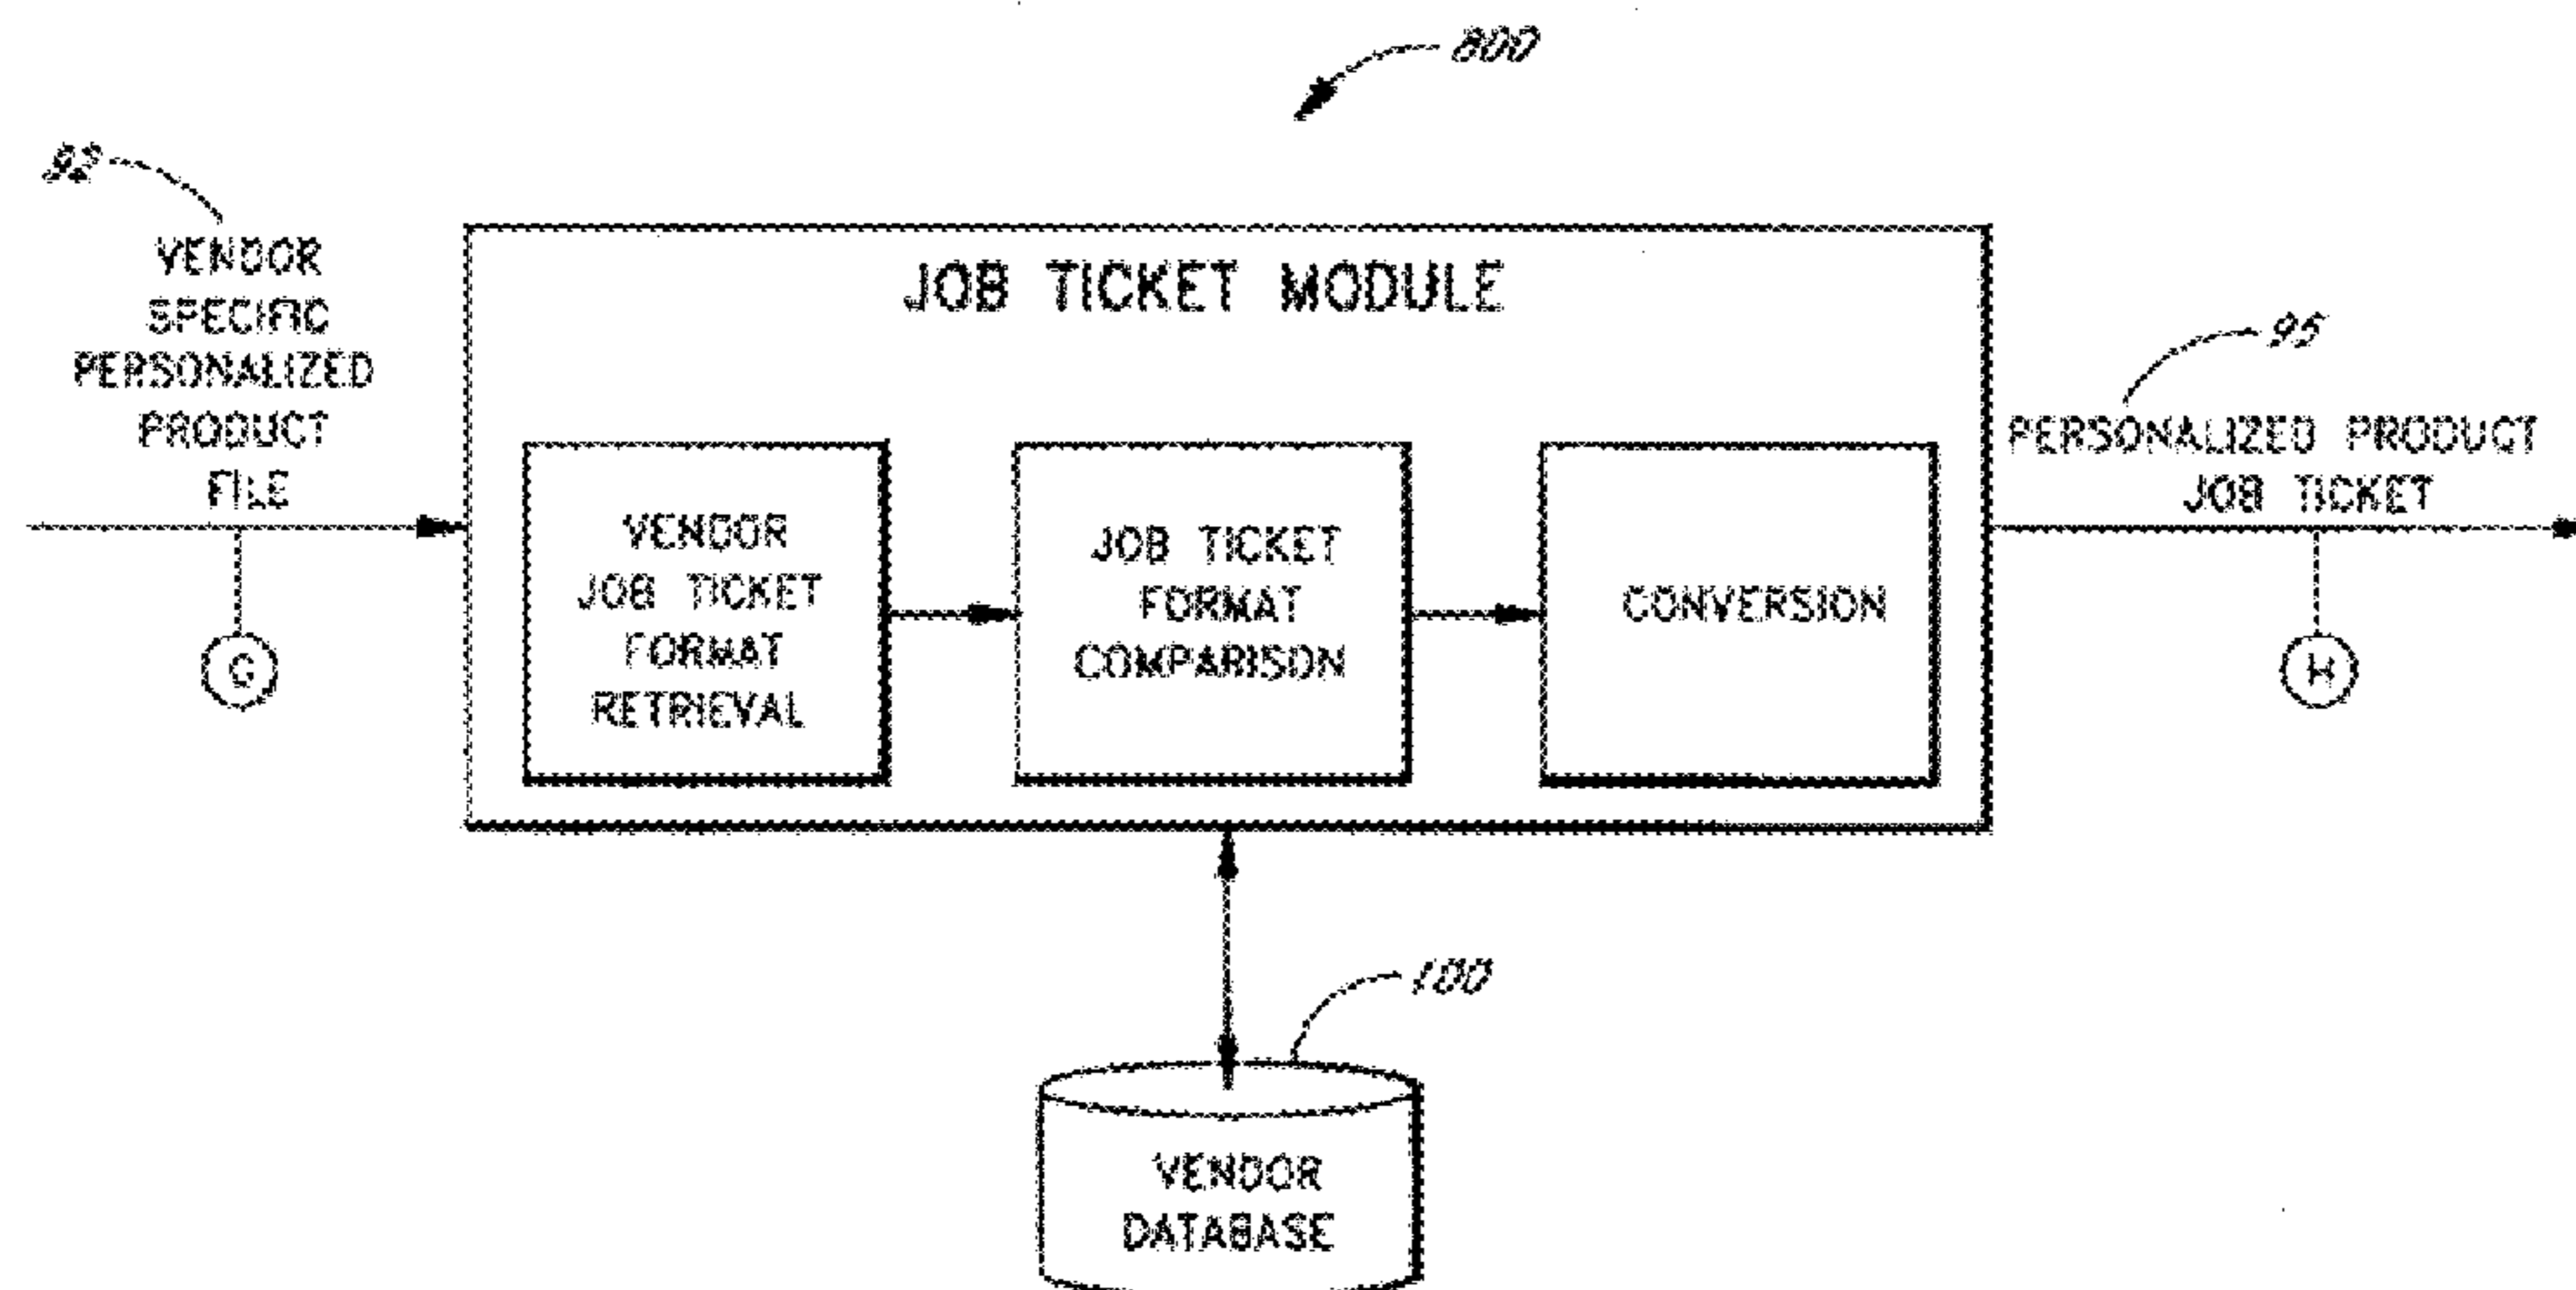 800
92
VENDOR
SPECIFIC
PERSONALIZED
PRODUCT
FILE
G
JOB TICKET MODULE
VENDOR
JOB TICKET
FORMAT
RETRIEVAL
JOB TICKET
FORMAT
COMPARISON
CONVERSION
95
PERSONALIZED PRODUCT
JOB TICKET
H
100
VENDOR
DATABASE